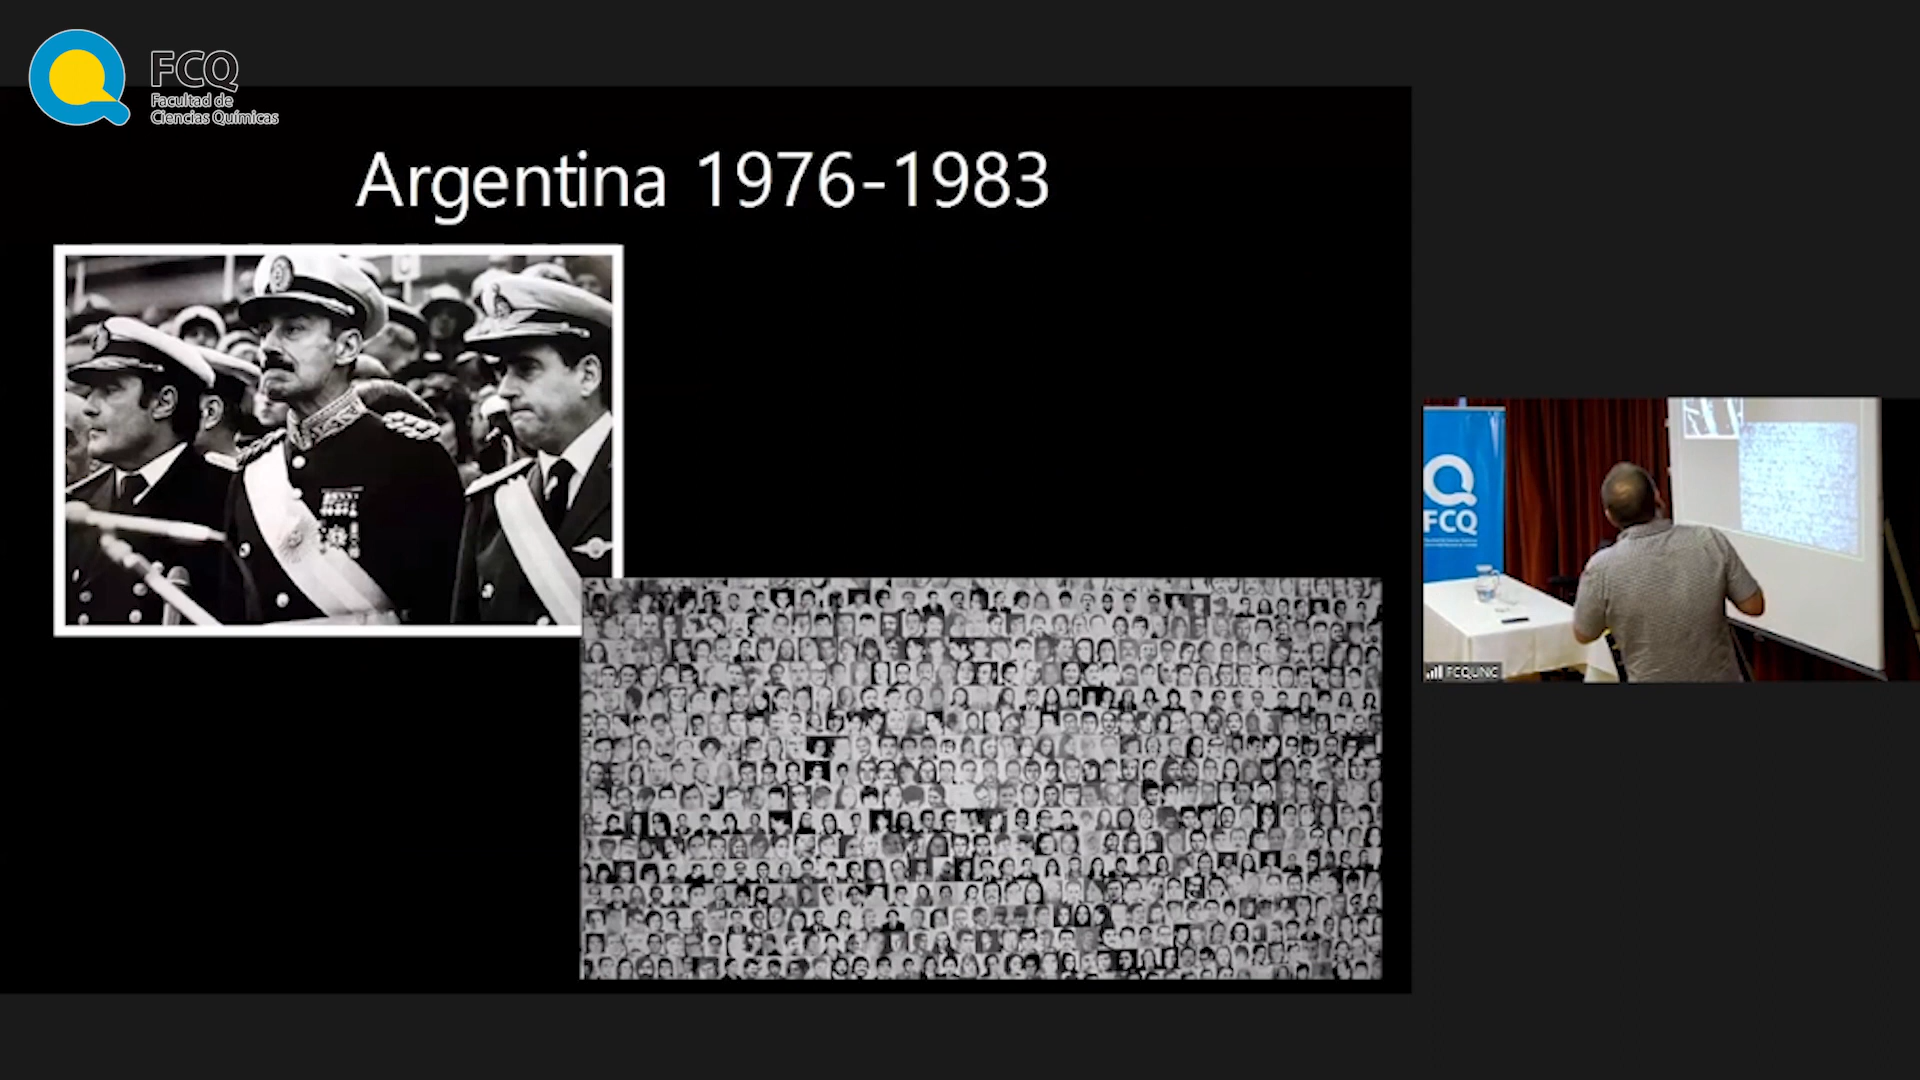 FCQ
Facultad de
Ciencias Químicas
Argentina 1976-1983
FCQ
FCQUNC